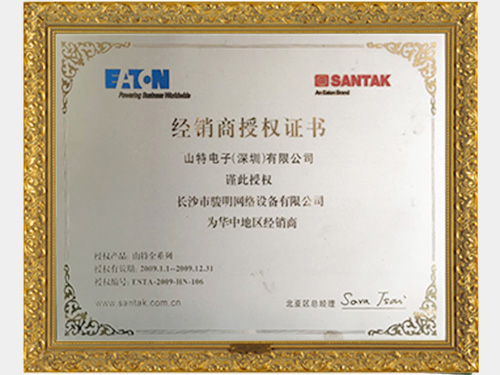 EATON
Powering Business Worldwide
SANTAK
An Eaton Brand
经销商授权证书
山特电子(深圳)有限公司
谨此授权
长沙市骏明网络设备有限公司
为华中地区经销商
授权产品: 山特全系列
授权有效期: 2009.1.1--2009.12.31
授权编号: ESTA-2009-HN-106
www.santak.com.cn
北亚区总经理 Sara Tsai